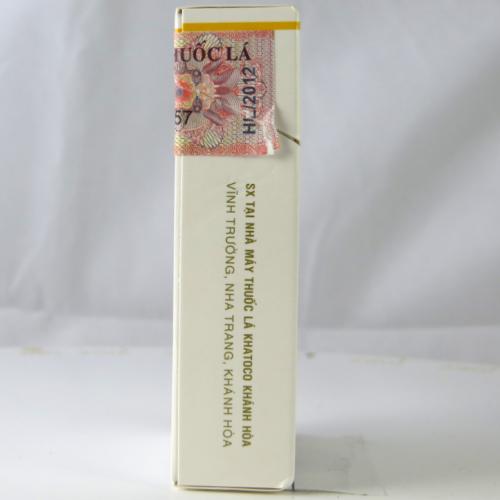 UỐC LÁ
57
HL/2012
SX TẠI NHÀ MÁY THUỐC LÁ KHATOCO KHÁNH HÒA
VĨNH TRƯỜNG, NHA TRANG, KHÁNH HÒA